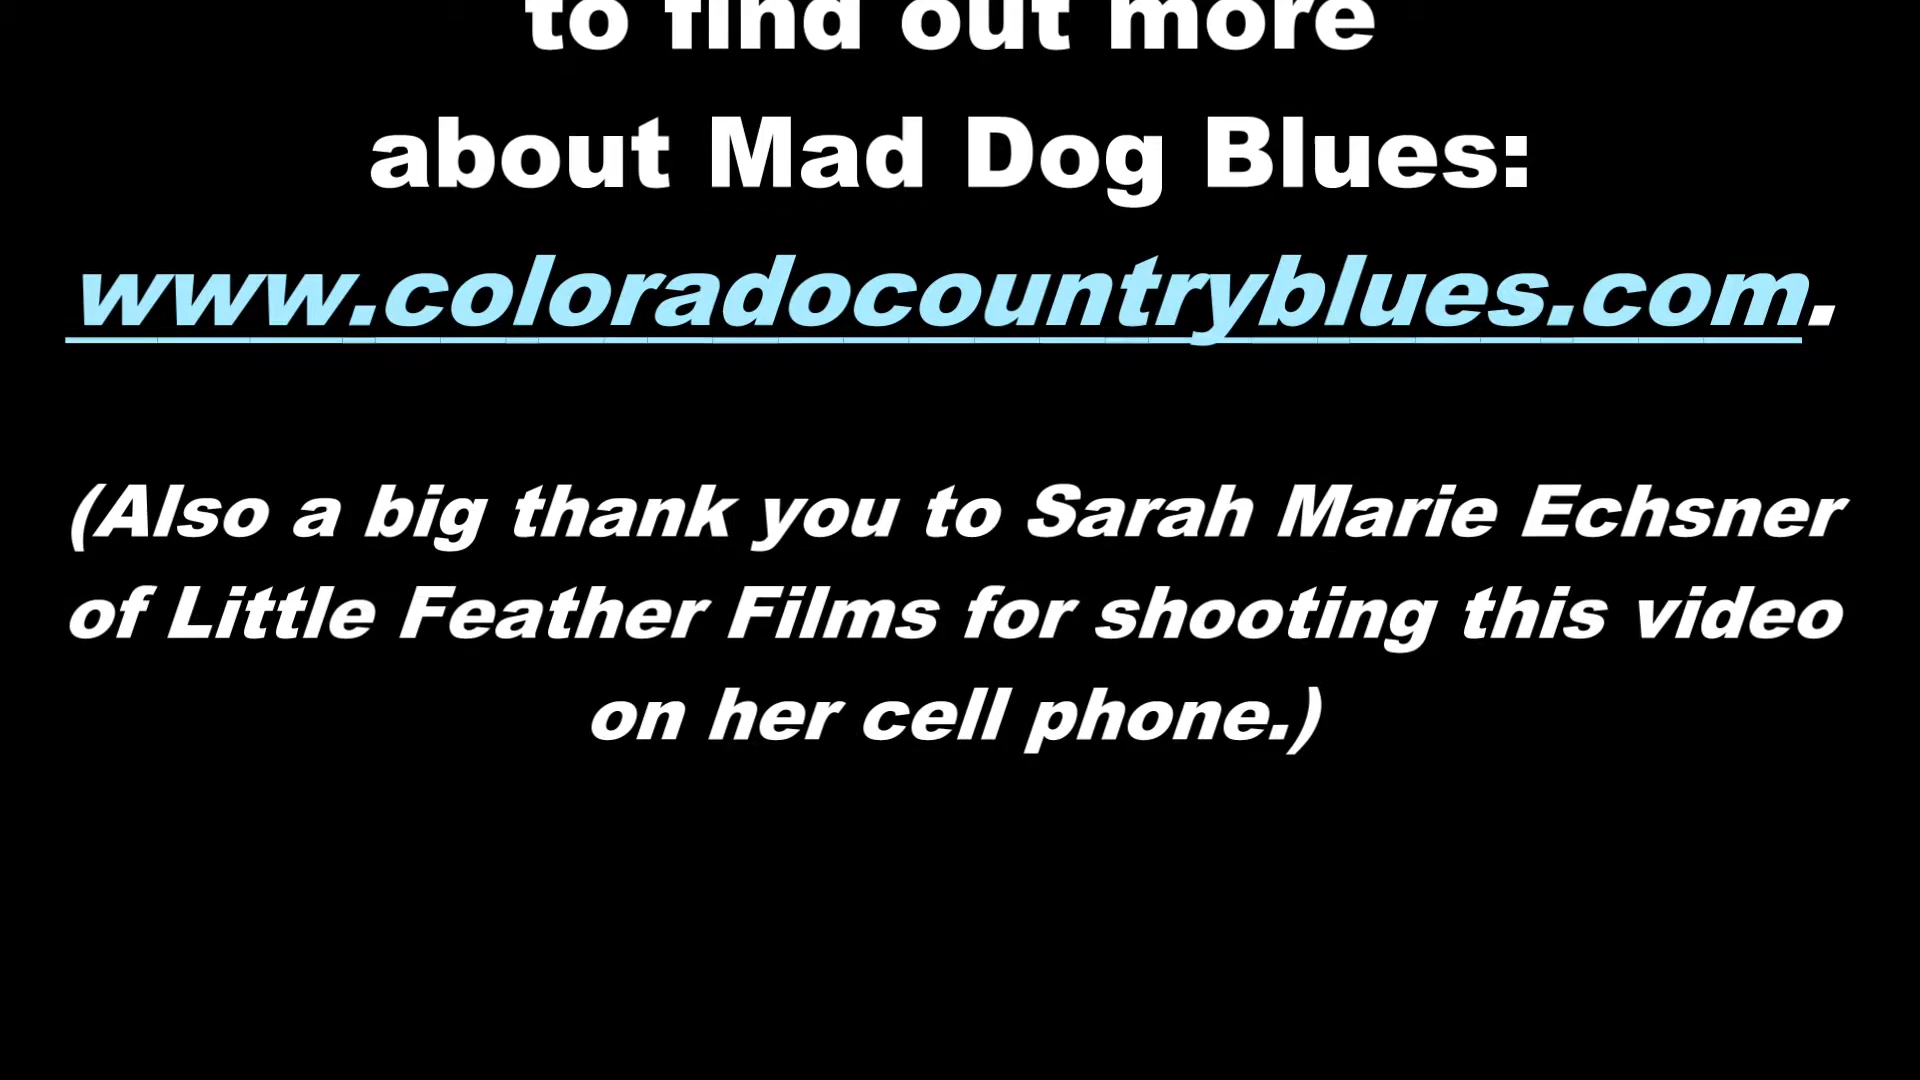 to find out more
about Mad Dog Blues:
www.coloradocountryblues.com.
(Also a big thank you to Sarah Marie Echsner
of Little Feather Films for shooting this video
on her cell phone.)